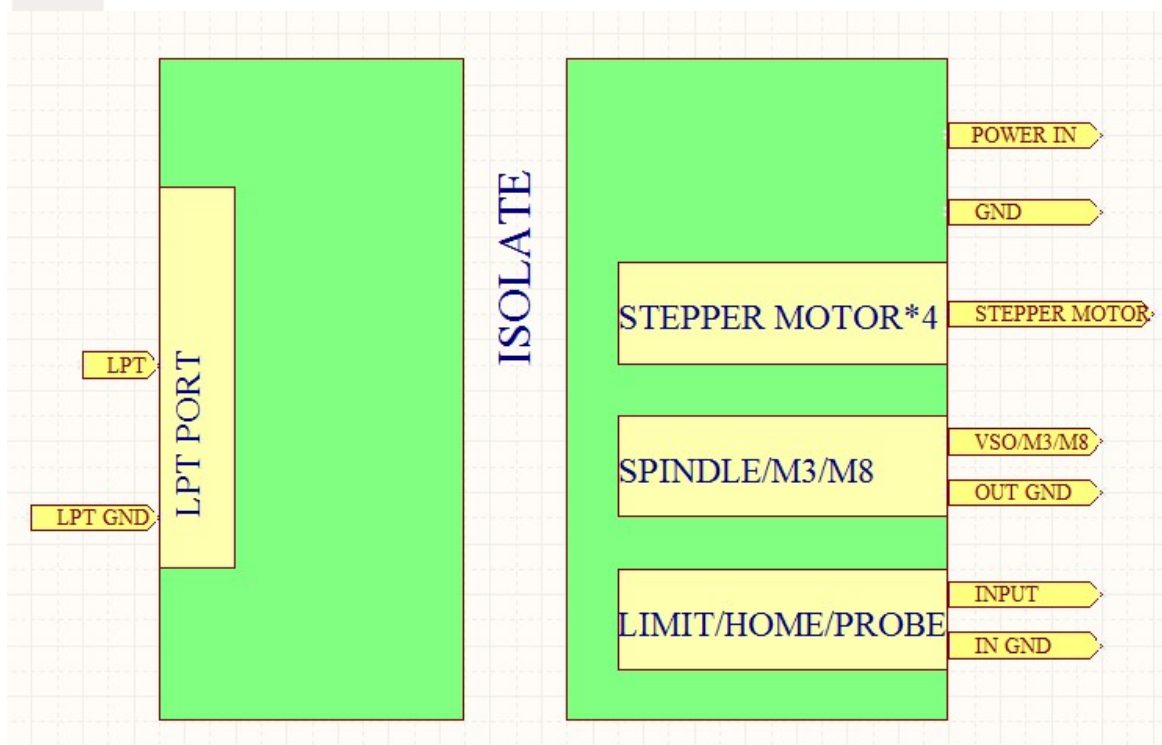 LPT
LPT GND
LPT PORT
ISOLATE
POWER IN
GND
STEPPER MOTOR*4
STEPPER MOTOR
SPINDLE/M3/M8
VSO/M3/M8
OUT GND
LIMIT/HOME/PROBE
INPUT
IN GND